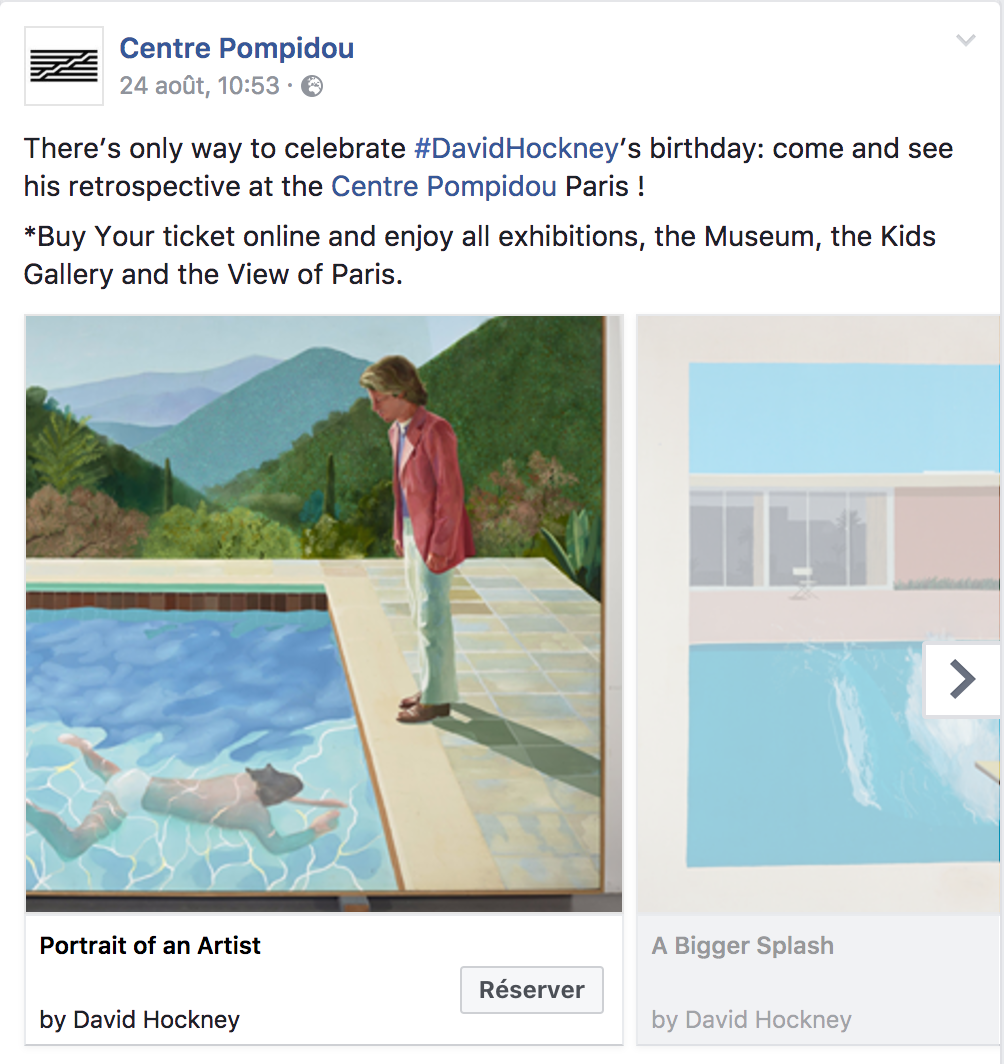 Centre Pompidou
24 août, 10:53 ·
There’s only way to celebrate #DavidHockney’s birthday: come and see
his retrospective at the Centre Pompidou Paris !
*Buy Your ticket online and enjoy all exhibitions, the Museum, the Kids
Gallery and the View of Paris.
Portrait of an Artist
Réserver
by David Hockney
A Bigger Splash
by David Hockney